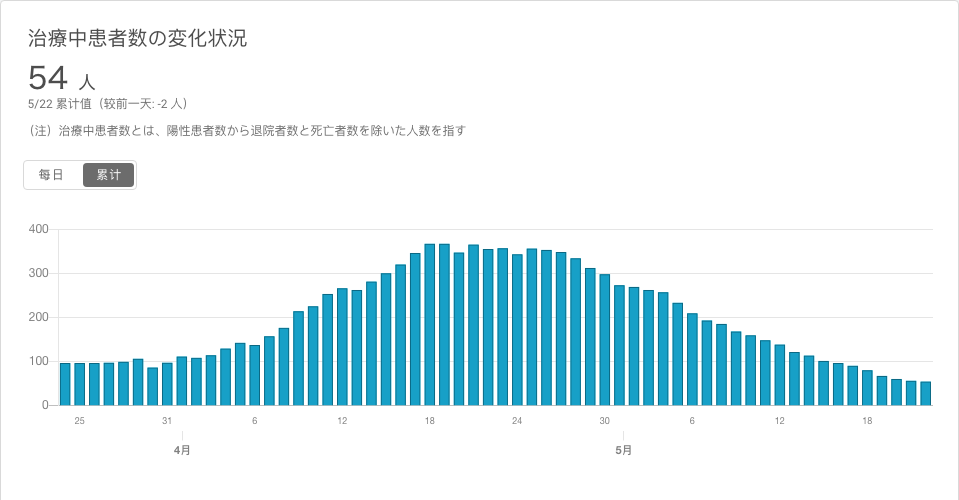 治療中患者数の変化状況
54 人
5/22 累计值（较前一天: -2 人）
（注）治療中患者数とは、陽性患者数から退院者数と死亡者数を除いた人数を指す
每日 累计
400
300
200
100
0
25 31 6 12 18 24 30 6 12 18
4月 5月